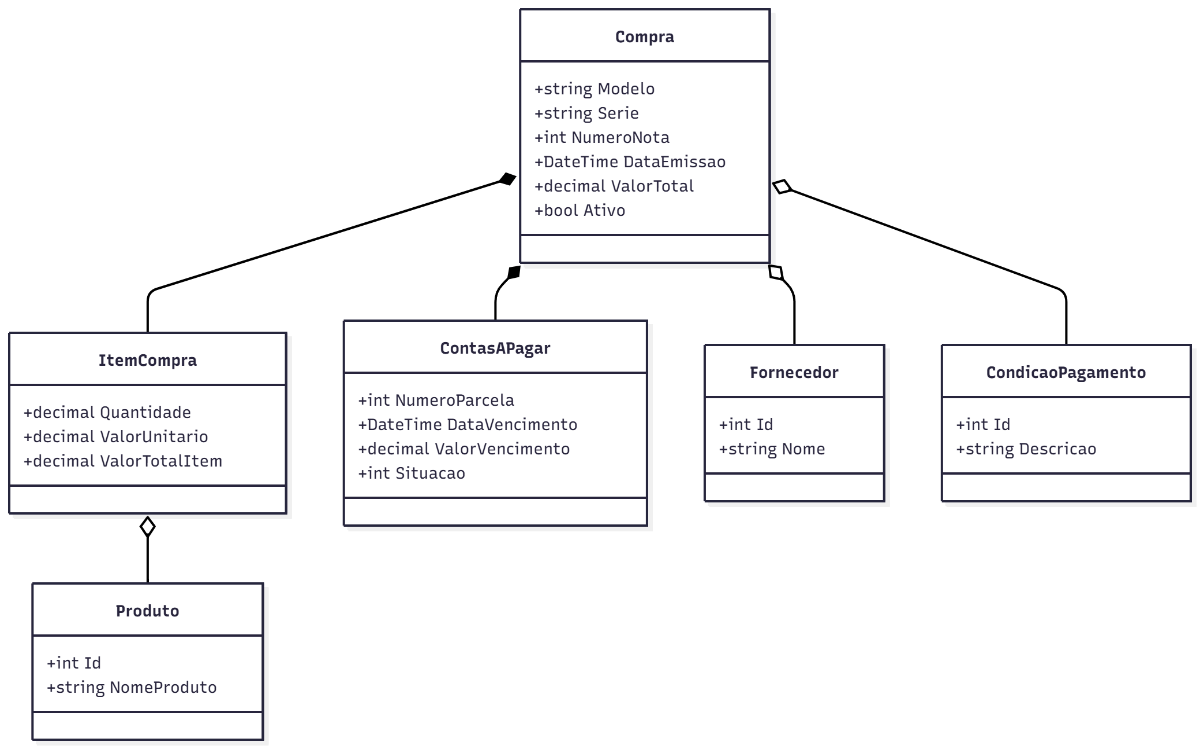 Compra
+string Modelo
+string Serie
+int NumeroNota
+DateTime DataEmissao
+decimal ValorTotal
+bool Ativo
ItemCompra
+decimal Quantidade
+decimal ValorUnitario
+decimal ValorTotalItem
ContasAPagar
+int NumeroParcela
+DateTime DataVencimento
+decimal ValorVencimento
+int Situacao
Fornecedor
+int Id
+string Nome
CondicaoPagamento
+int Id
+string Descricao
Produto
+int Id
+string NomeProduto